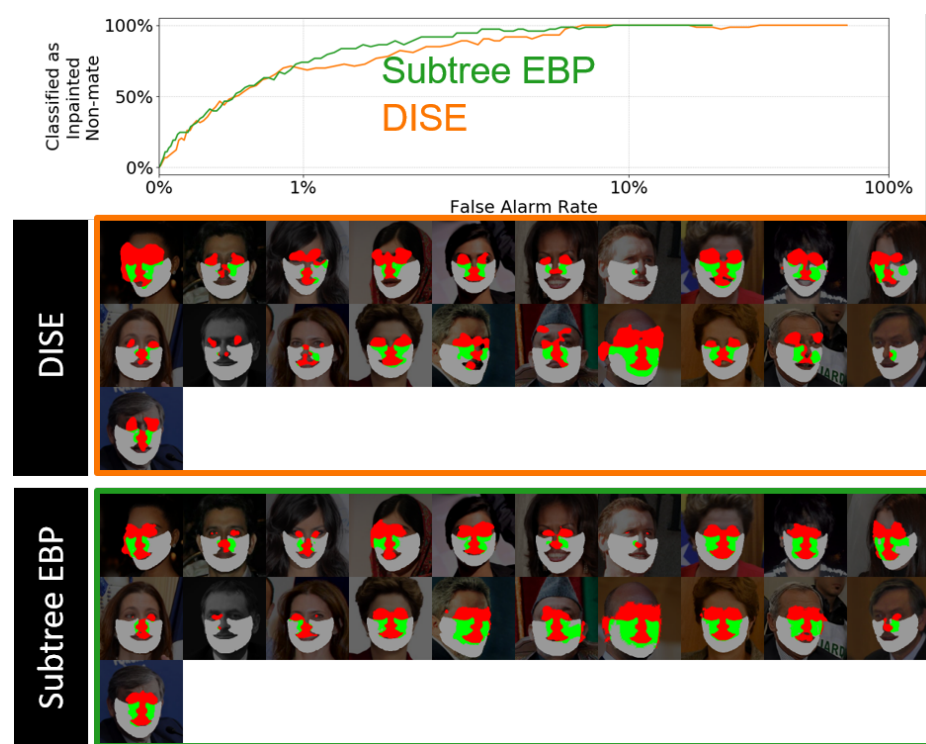 100%
50%
0%
Classified as
Inpainted
Non-mate
Subtree EBP
DISE
0%
1%
10%
100%
False Alarm Rate
DISE
JARD
Subtree EBP